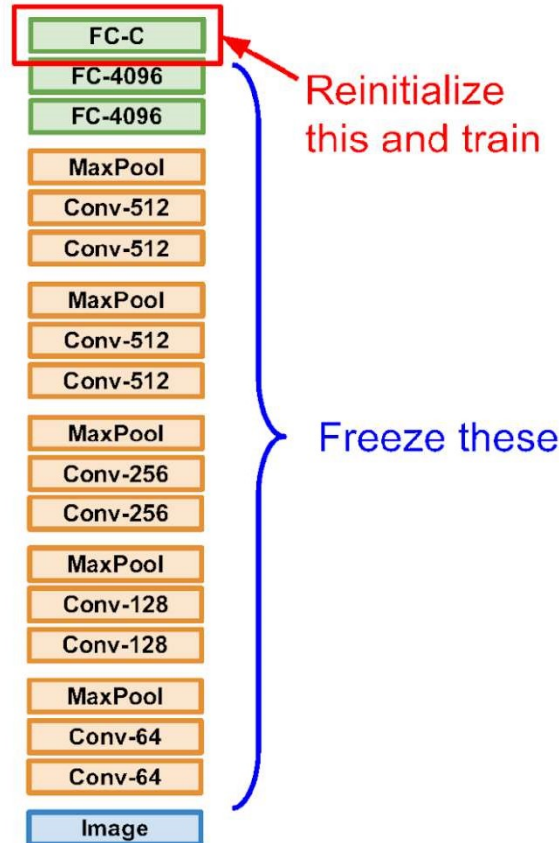 FC-C
FC-4096
FC-4096
MaxPool
Conv-512
Conv-512
MaxPool
Conv-512
Conv-512
MaxPool
Conv-256
Conv-256
MaxPool
Conv-128
Conv-128
MaxPool
Conv-64
Conv-64
Image
Reinitialize
this and train
Freeze these